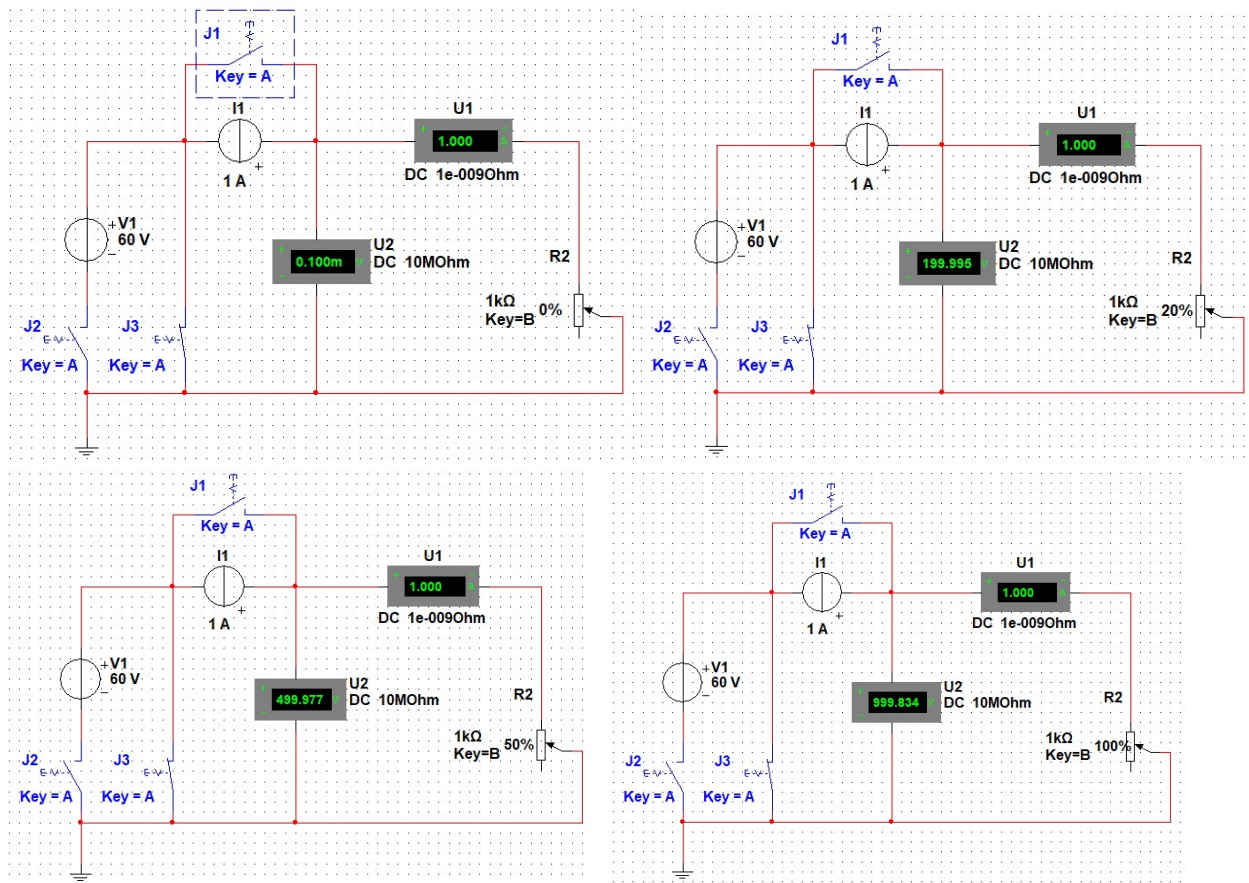 J1
Key = A
I1
1 A
U1
1.000
A
DC 1e-009Ohm
V1
60 V
U2
DC 10MOhm
0.100m
V
R2
1kΩ
Key=B
0%
J2
Key = A
J3
Key = A
J1
Key = A
I1
1 A
U1
1.000
A
DC 1e-009Ohm
V1
60 V
U2
DC 10MOhm
199.995
V
R2
1kΩ
Key=B
20%
J2
Key = A
J3
Key = A
J1
Key = A
I1
1 A
U1
1.000
A
DC 1e-009Ohm
V1
60 V
U2
DC 10MOhm
499.977
V
R2
1kΩ
Key=B
50%
J2
Key = A
J3
Key = A
J1
Key = A
I1
1 A
U1
1.000
A
DC 1e-009Ohm
V1
60 V
U2
DC 10MOhm
999.834
V
R2
1kΩ
Key=B
100%
J2
Key = A
J3
Key = A